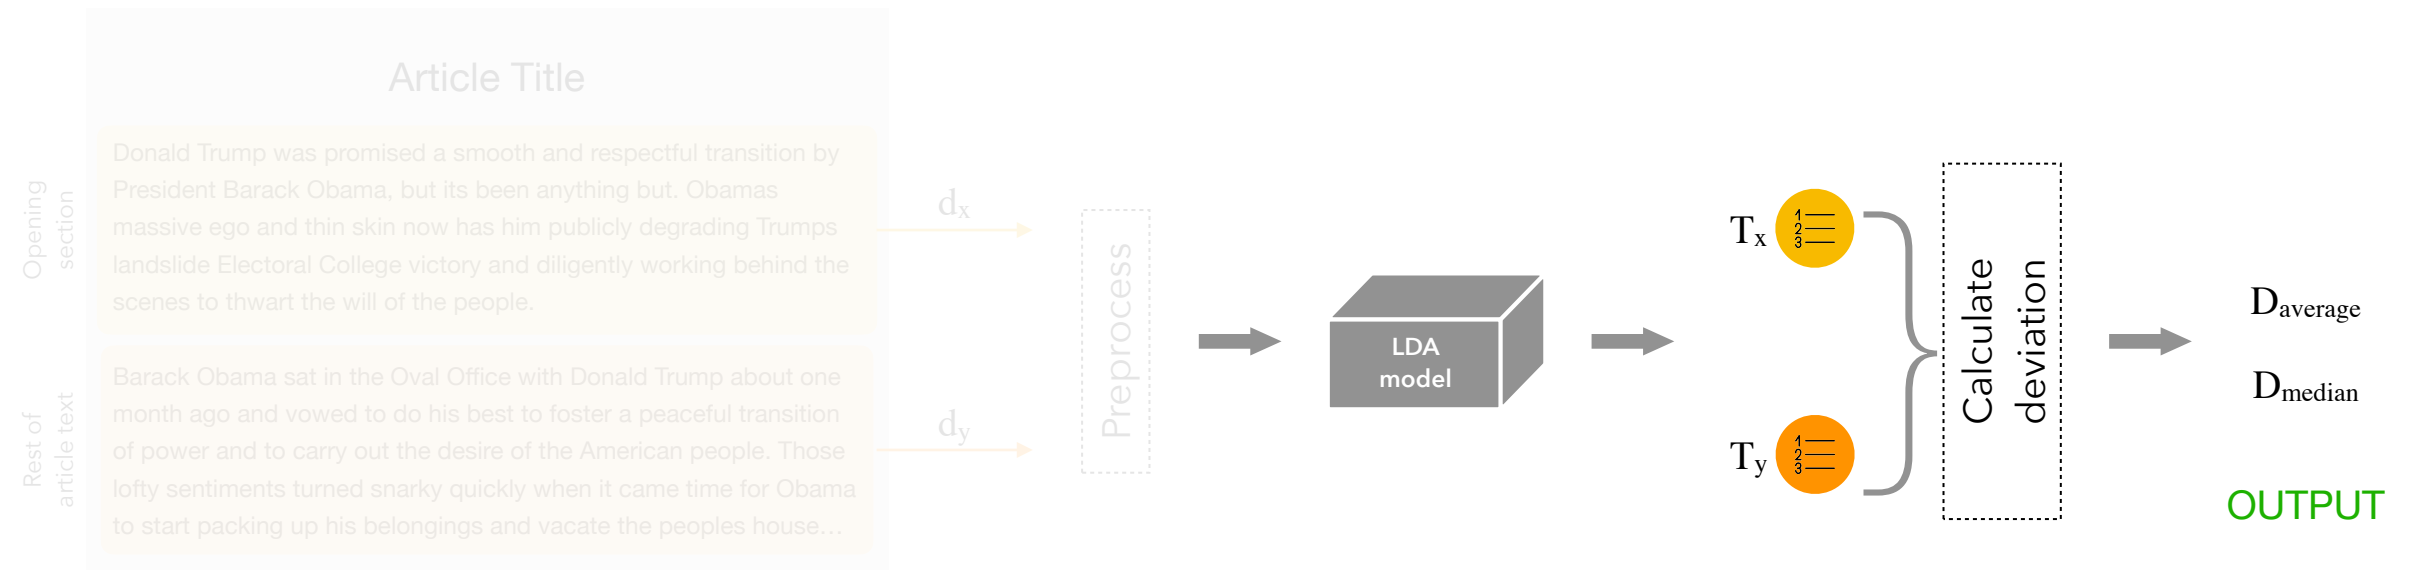 Article Title
Opening
section
Donald Trump was promised a smooth and respectful transition by
President Barack Obama, but its been anything but. Obamas
massive ego and thin skin now has him publicly degrading Trumps
landslide Electoral College victory and diligently working behind the
scenes to thwart the will of the people.
Rest of
article text
Barack Obama sat in the Oval Office with Donald Trump about one
month ago and vowed to do his best to foster a peaceful transition
of power and to carry out the desire of the American people. Those
lofty sentiments turned snarky quickly when it came time for Obama
to start packing up his belongings and vacate the peoples house…
dx
dy
Preprocess
LDA
model
Tx
1
2
3
Ty
1
2
3
Calculate
deviation
Daverage
Dmedian
OUTPUT